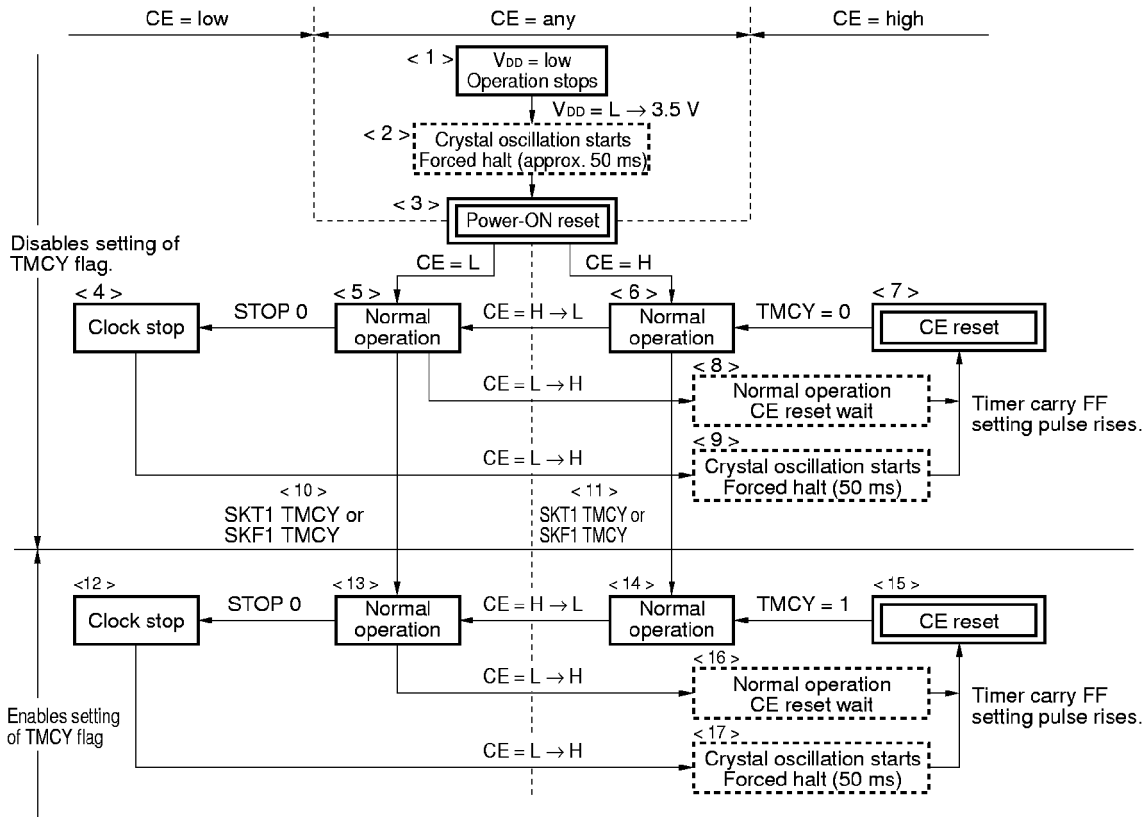 CE = low
CE = any
CE = high
< 1 >
VDD = low
Operation stops
VDD = L → 3.5 V
< 2 >
Crystal oscillation starts
Forced halt (approx. 50 ms)
< 3 >
Power-ON reset
Disables setting of
TMCY flag.
CE = L
CE = H
< 4 >
Clock stop
STOP 0
< 5 >
Normal
operation
CE = H → L
< 6 >
Normal
operation
TMCY = 0
< 7 >
CE reset
CE = L → H
< 8 >
Normal operation
CE reset wait
Timer carry FF
setting pulse rises.
CE = L → H
< 9 >
Crystal oscillation starts
Forced halt (50 ms)
< 10 >
SKT1 TMCY or
SKF1 TMCY
< 11 >
SKT1 TMCY or
SKF1 TMCY
<12>
Clock stop
STOP 0
<13>
Normal
operation
CE = H → L
<14>
Normal
operation
TMCY = 1
<15>
CE reset
CE = L → H
<16>
Normal operation
CE reset wait
Timer carry FF
setting pulse rises.
Enables setting
of TMCY flag
CE = L → H
<17>
Crystal oscillation starts
Forced halt (50 ms)